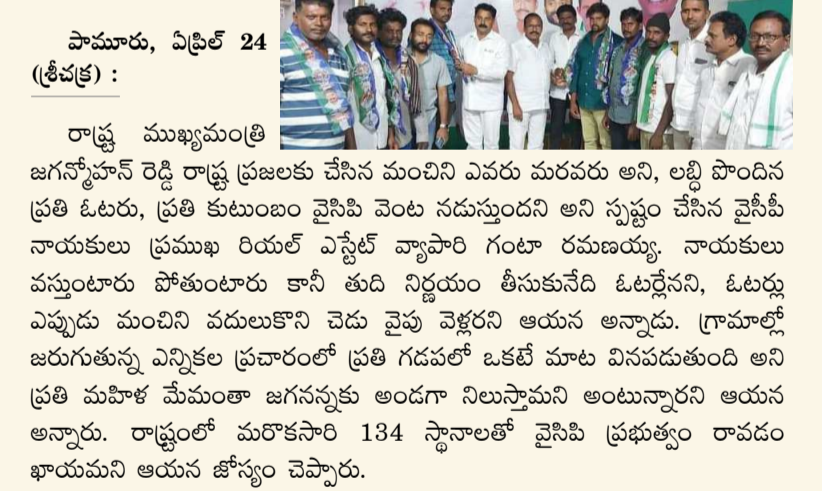 పామూరు, ఏప్రిల్ 24
(శ్రీచక్ర) :
రాష్ట్ర ముఖ్యమంత్రి
జగన్మోహన్ రెడ్డి రాష్ట్ర ప్రజలకు చేసిన మంచిని ఎవరు మరవరు అని, లబ్ధి పొందిన
ప్రతి ఓటరు, ప్రతి కుటుంబం వైసిపి వెంట నడుస్తుందని అని స్పష్టం చేసిన వైసీపీ
నాయకులు ప్రముఖ రియల్ ఎస్టేట్ వ్యాపారి గంటా రమణయ్య. నాయకులు
వస్తుంటారు పోతుంటారు కానీ తుది నిర్ణయం తీసుకునేది ఓటర్లేనని, ఓటర్లు
ఎప్పుడు మంచిని వదులుకొని చెడు వైపు వెళ్లరని ఆయన అన్నాడు. గ్రామాల్లో
జరుగుతున్న ఎన్నికల ప్రచారంలో ప్రతి గడపలో ఒకటే మాట వినపడుతుంది అని
ప్రతి మహిళ మేమంతా జగనన్నకు అండగా నిలుస్తామని అంటున్నారని ఆయన
అన్నారు. రాష్ట్రంలో మరొకసారి 134 స్థానాలతో వైసిపి ప్రభుత్వం రావడం
ఖాయమని ఆయన జోస్యం చెప్పారు.